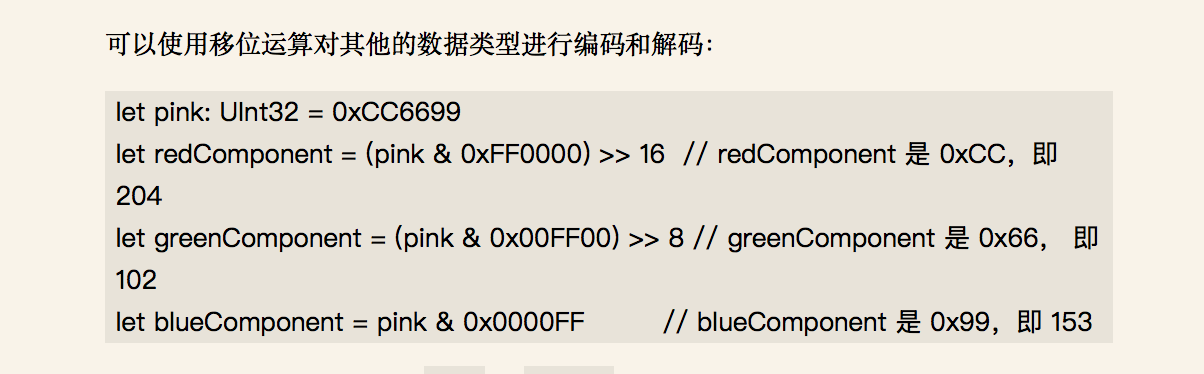 可以使用移位运算对其他的数据类型进行编码和解码：
let pink: UInt32 = 0xCC6699
let redComponent = (pink & 0xFF0000) >> 16  // redComponent 是 0xCC，即
204
let greenComponent = (pink & 0x00FF00) >> 8 // greenComponent 是 0x66， 即
102
let blueComponent = pink & 0x0000FF         // blueComponent 是 0x99，即 153